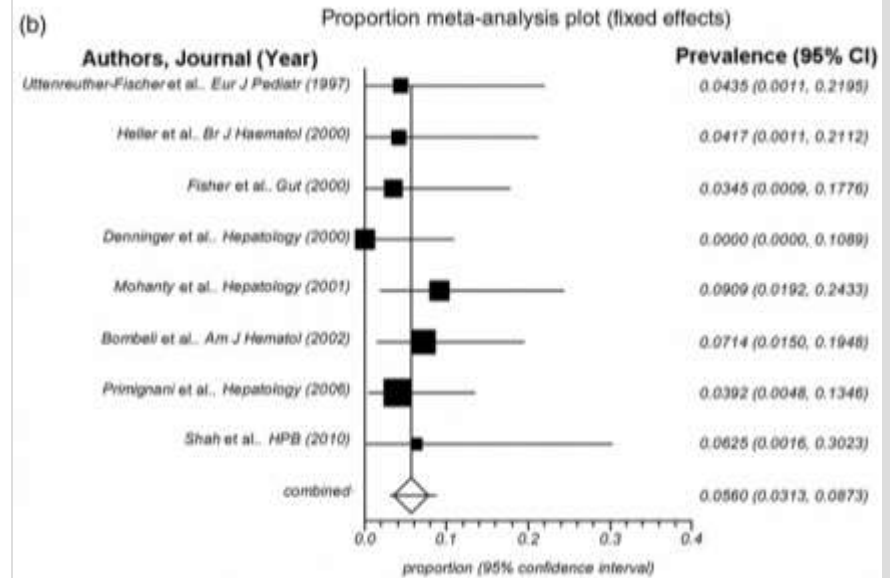 (b)
Proportion meta-analysis plot (fixed effects)
Authors, Journal (Year)
Prevalence (95% CI)
Uttenreuther-Fischer et al.. Eur J Pediatr (1997)
0.0435 (0.0011, 0.2195)
Heller et al.. Br J Haematol (2000)
0.0417 (0.0011, 0.2112)
Fisher et al.. Gut (2000)
0.0345 (0.0009, 0.1776)
Denninger et al.. Hepatology (2000)
0.0000 (0.0000, 0.1089)
Mohanty et al.. Hepatology (2001)
0.0909 (0.0192, 0.2433)
Bombeli et al.. Am J Hematol (2002)
0.0714 (0.0150, 0.1948)
Primignani et al.. Hepatology (2006)
0.0392 (0.0048, 0.1346)
Shah et al.. HPB (2010)
0.0625 (0.0016, 0.3023)
combined
0.0560 (0.0313, 0.0873)
0.0 0.1 0.2 0.3 0.4
proportion (95% confidence interval)